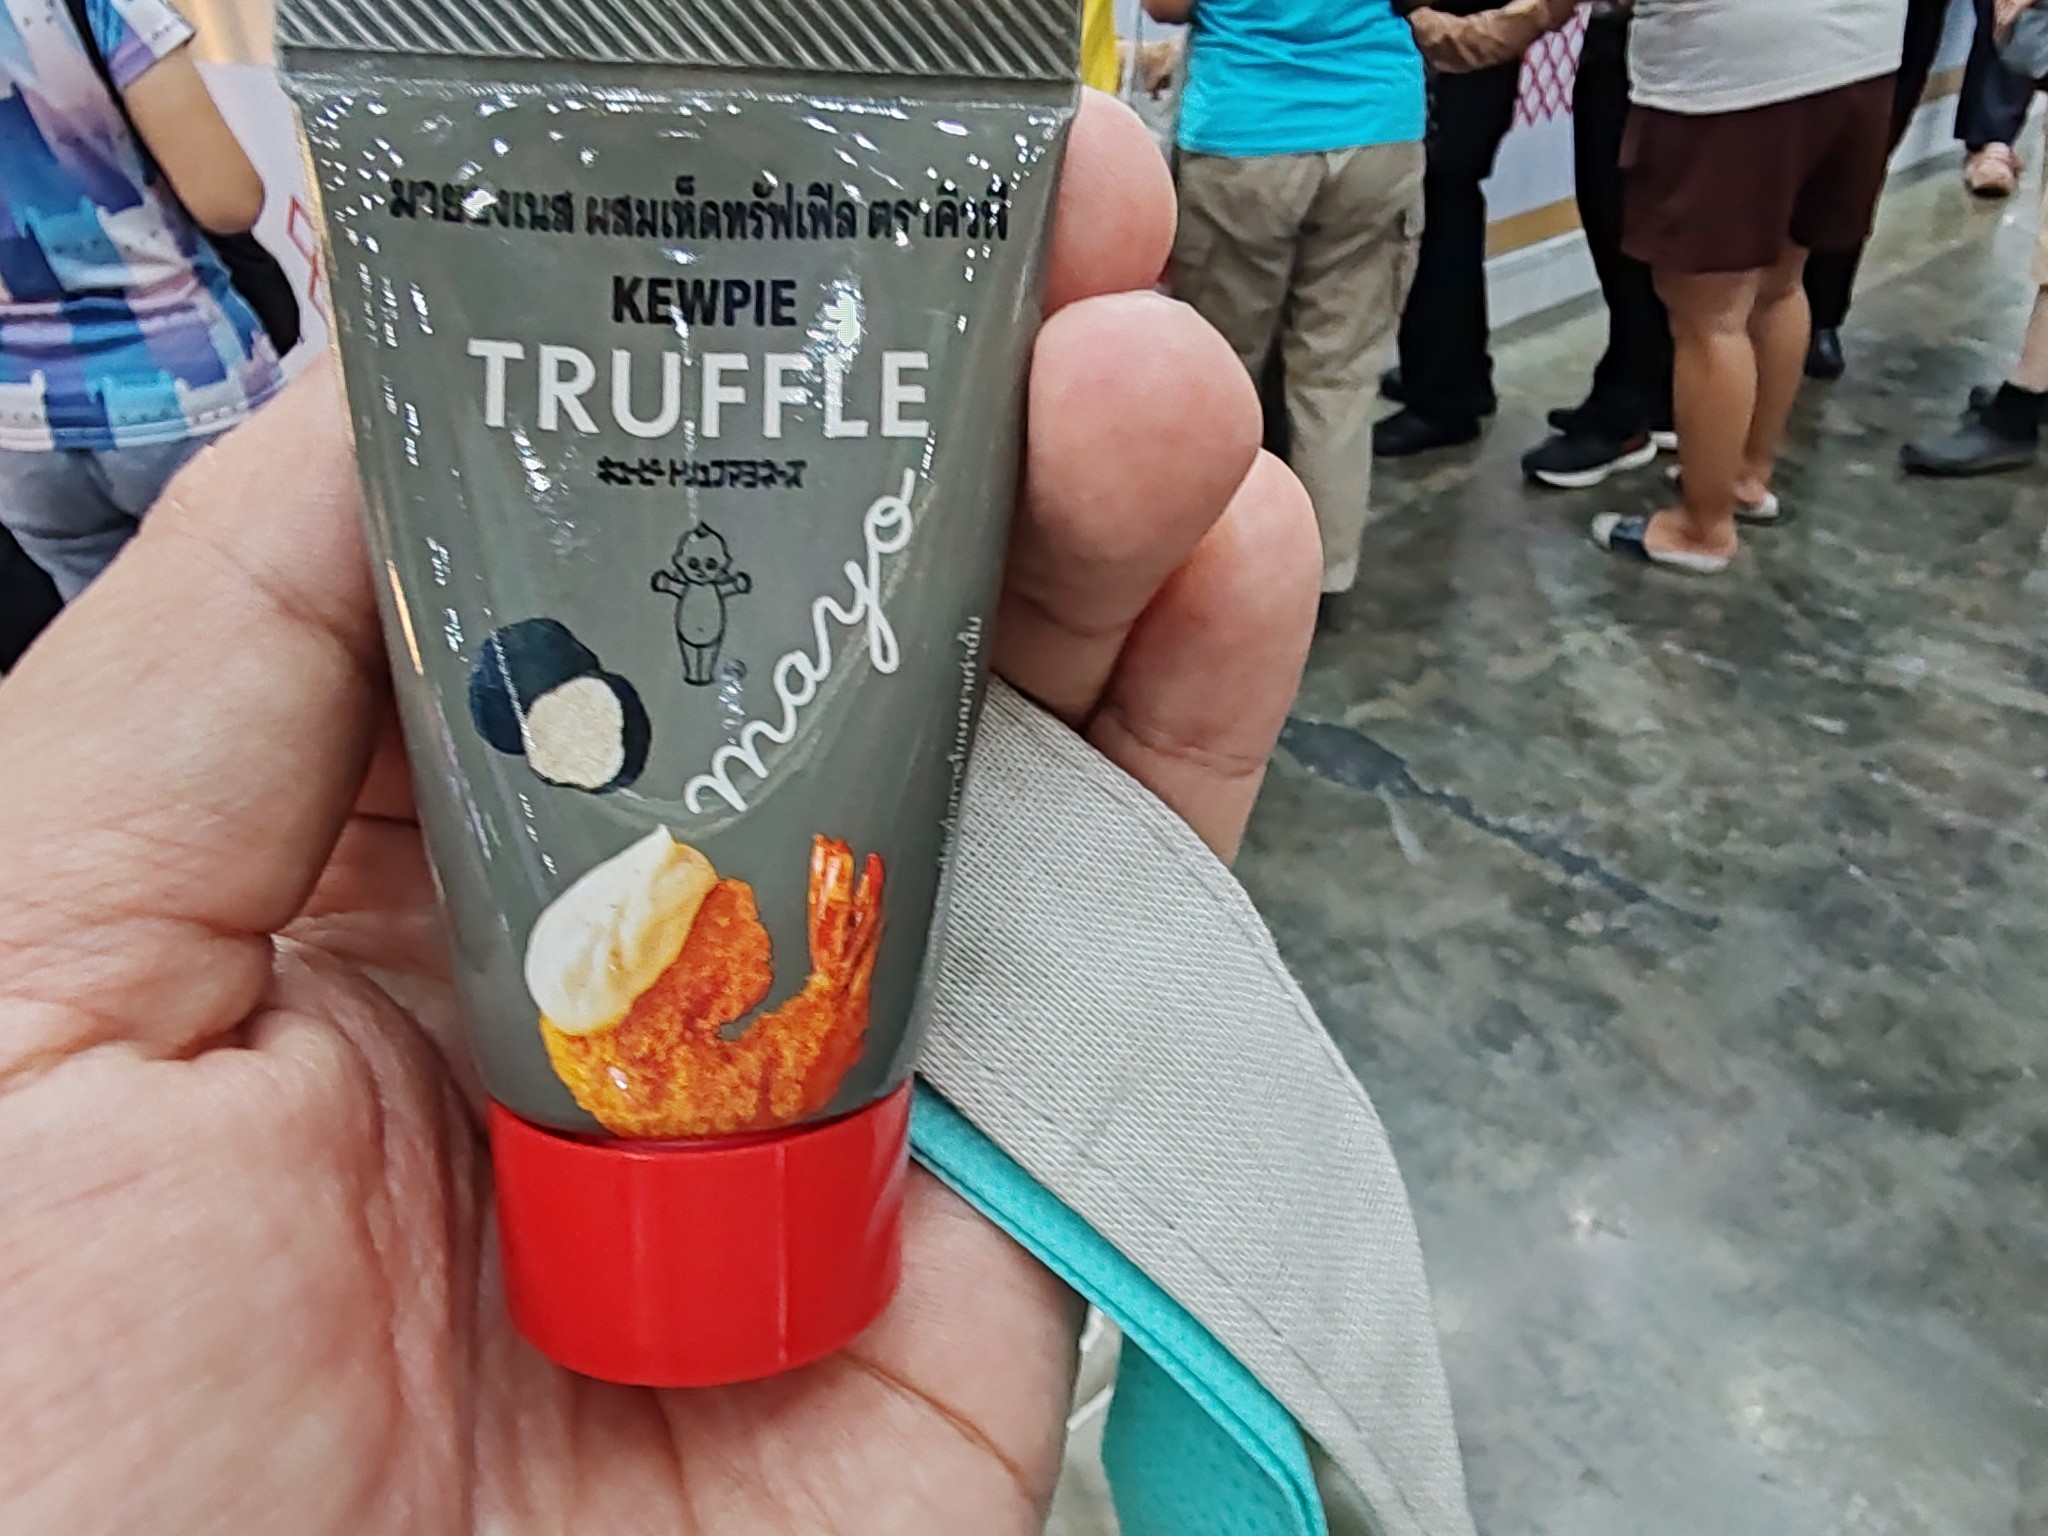 มายองเนส ผสมเห็ดทรัฟเฟิล ตราคิวพี
KEWPIE
TRUFFLE
キユーピー トリュフマヨネーズ
mayo